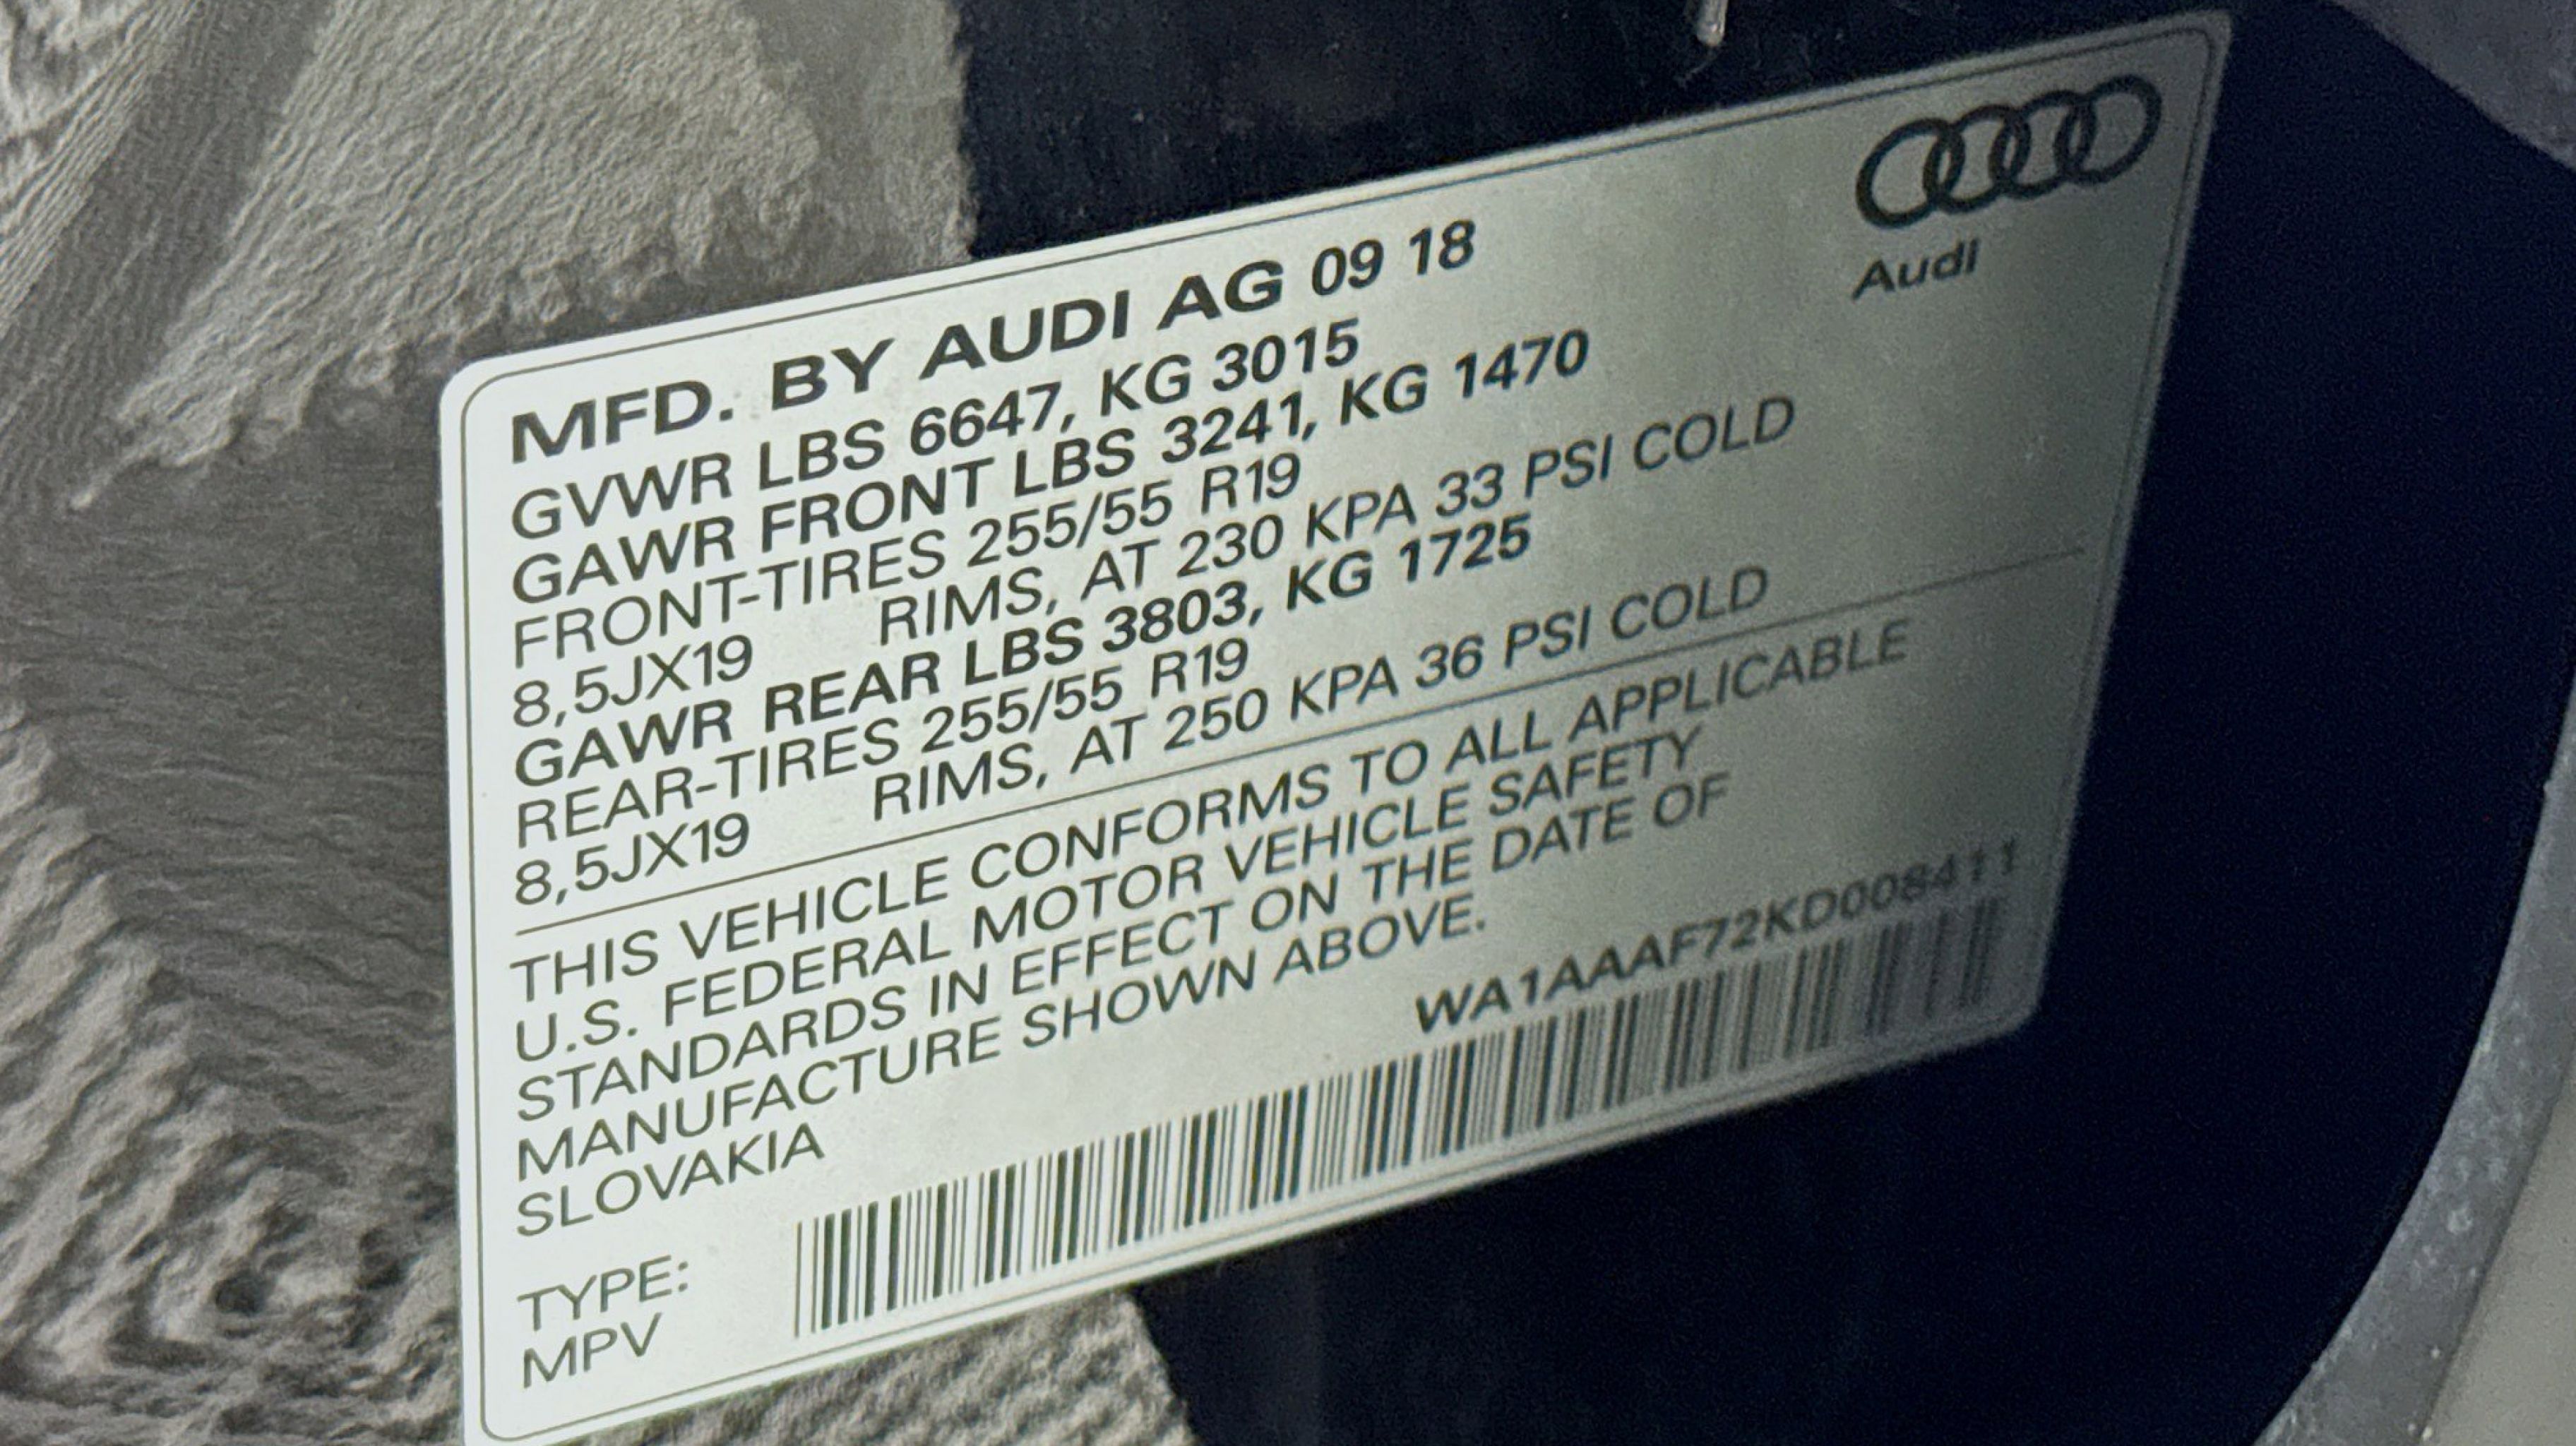 Audi
MFD. BY AUDI AG 09 18
GVWR LBS 6647, KG 3015
GAWR FRONT LBS 3241, KG 1470
FRONT-TIRES 255/55 R19
8,5JX19 RIMS, AT 230 KPA 33 PSI COLD
GAWR REAR LBS 3803, KG 1725
REAR-TIRES 255/55 R19
8,5JX19 RIMS, AT 250 KPA 36 PSI COLD
THIS VEHICLE CONFORMS TO ALL APPLICABLE
U.S. FEDERAL MOTOR VEHICLE SAFETY
STANDARDS IN EFFECT ON THE DATE OF
MANUFACTURE SHOWN ABOVE.
SLOVAKIA
WA1AAAF72KD008411
TYPE:
MPV